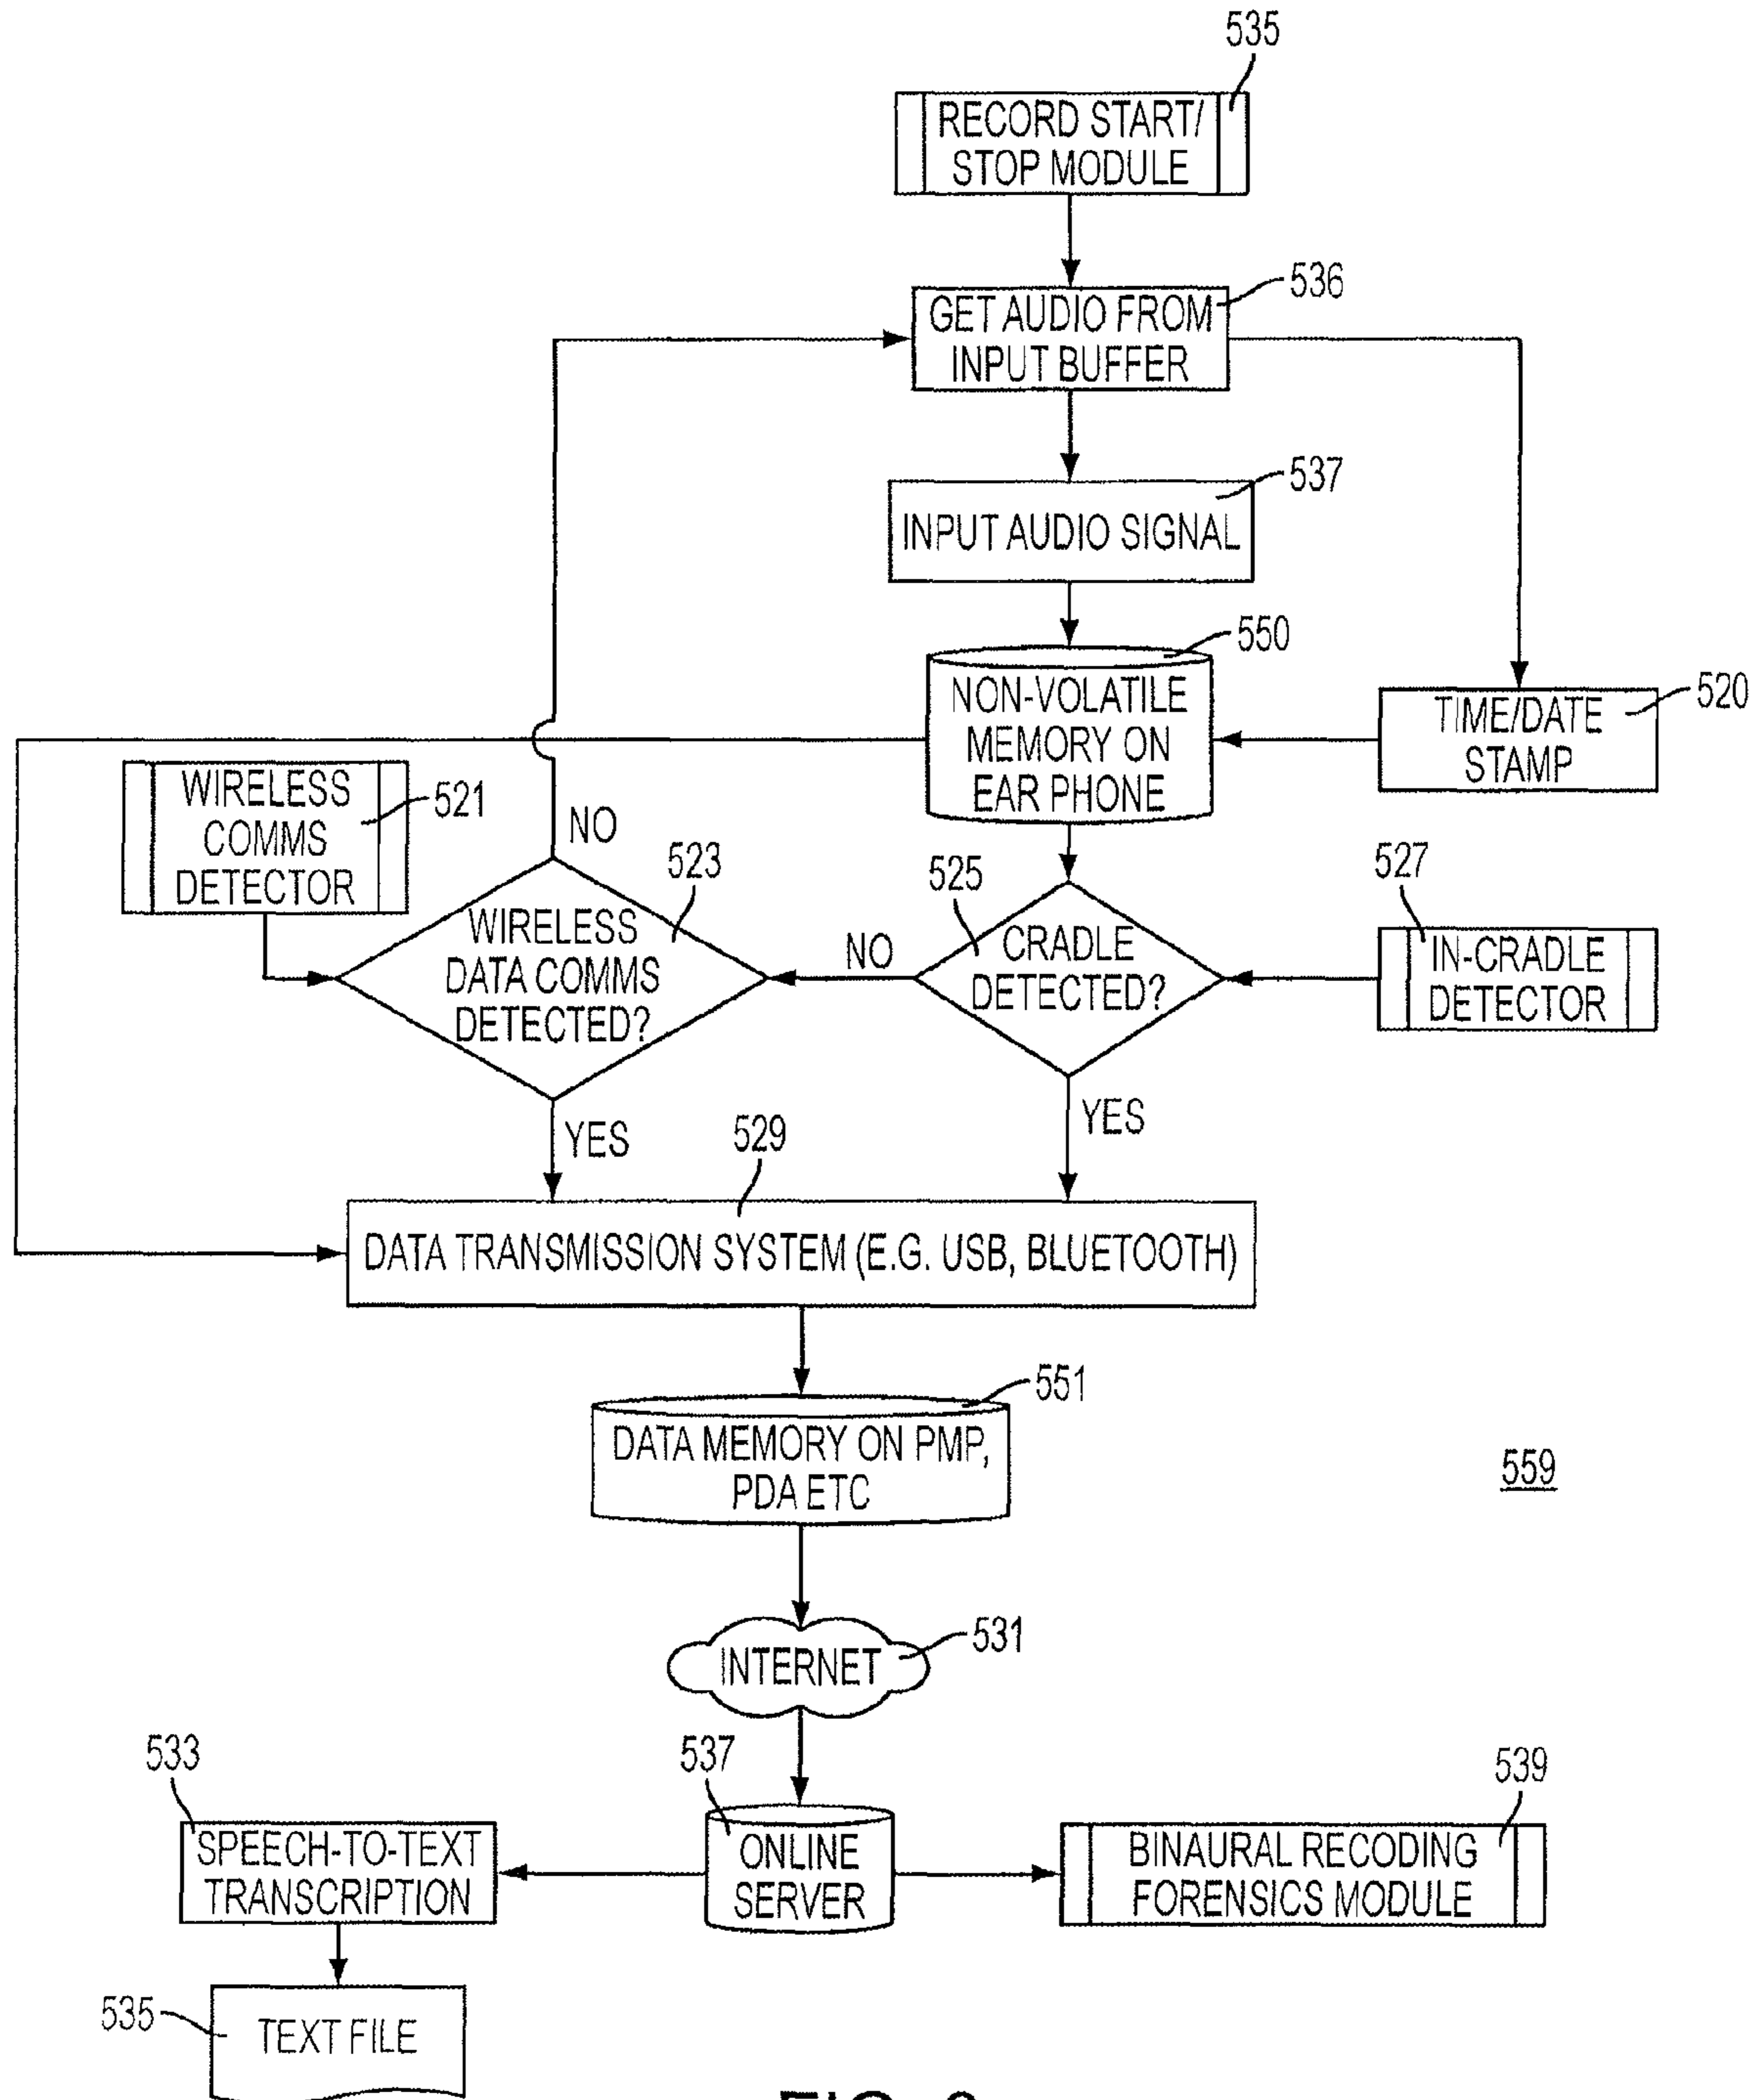 535
RECORD START/
STOP MODULE
536
GET AUDIO FROM
INPUT BUFFER
537
INPUT AUDIO SIGNAL
550
NON-VOLATILE
MEMORY ON
EAR PHONE
520
TIME/DATE
STAMP
WIRELESS
COMMS
DETECTOR
521
NO
523
WIRELESS
DATA COMMS
DETECTED?
NO
525
CRADLE
DETECTED?
527
IN-CRADLE
DETECTOR
YES
YES
529
DATA TRANSMISSION SYSTEM (E.G. USB, BLUETOOTH)
551
DATA MEMORY ON PMP,
PDA ETC
559
INTERNET
531
533
SPEECH-TO-TEXT
TRANSCRIPTION
537
ONLINE
SERVER
539
BINAURAL RECODING
FORENSICS MODULE
535
TEXT FILE